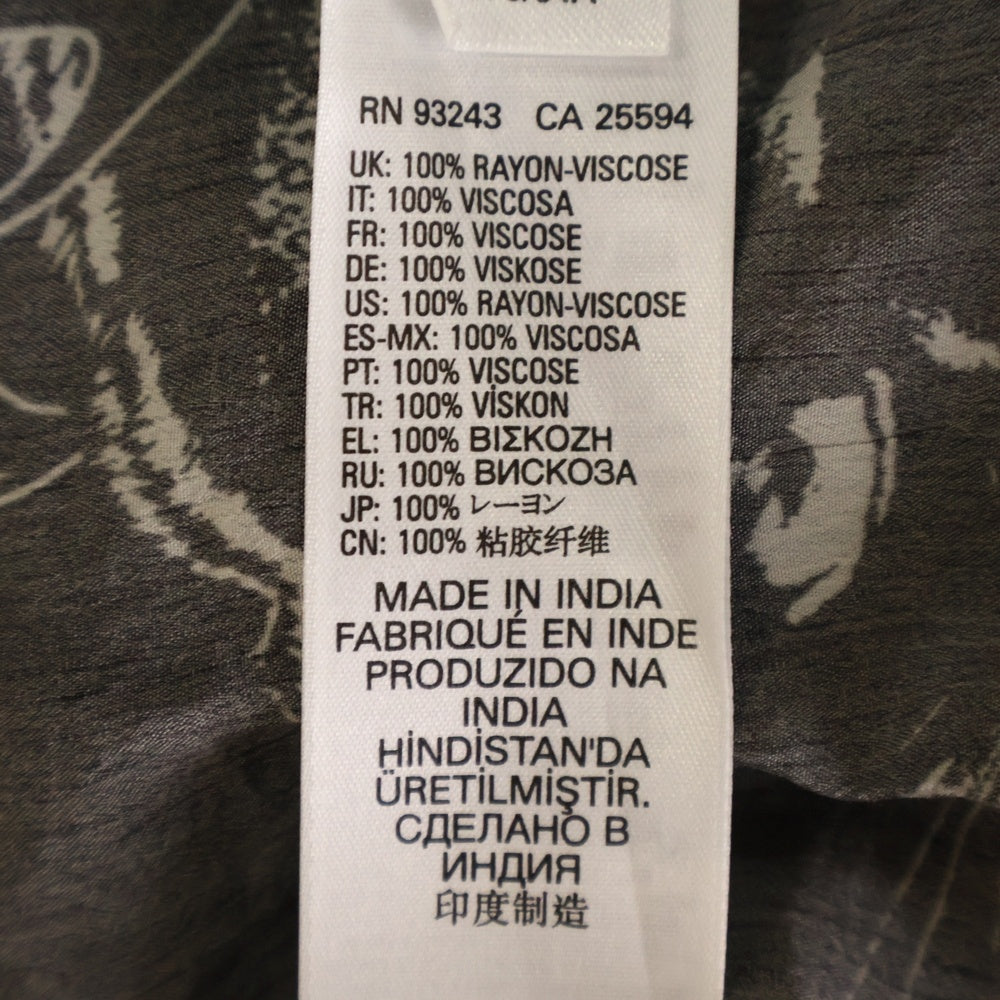 RN 93243 CA 25594
UK: 100% RAYON-VISCOSE
IT: 100% VISCOSA
FR: 100% VISCOSE
DE: 100% VISKOSE
US: 100% RAYON-VISCOSE
ES-MX: 100% VISCOSA
PT: 100% VISCOSE
TR: 100% VİSKON
EL: 100% ΒΙΣΚΟΖΗ
RU: 100% ВИСКОЗА
JP: 100% レーヨン
CN: 100% 粘胶纤维
MADE IN INDIA
FABRIQUÉ EN INDE
PRODUZIDO NA
INDIA
HİNDİSTAN'DA
ÜRETİLMİŞTİR.
СДЕЛАНО В
ИНДИЯ
印度制造